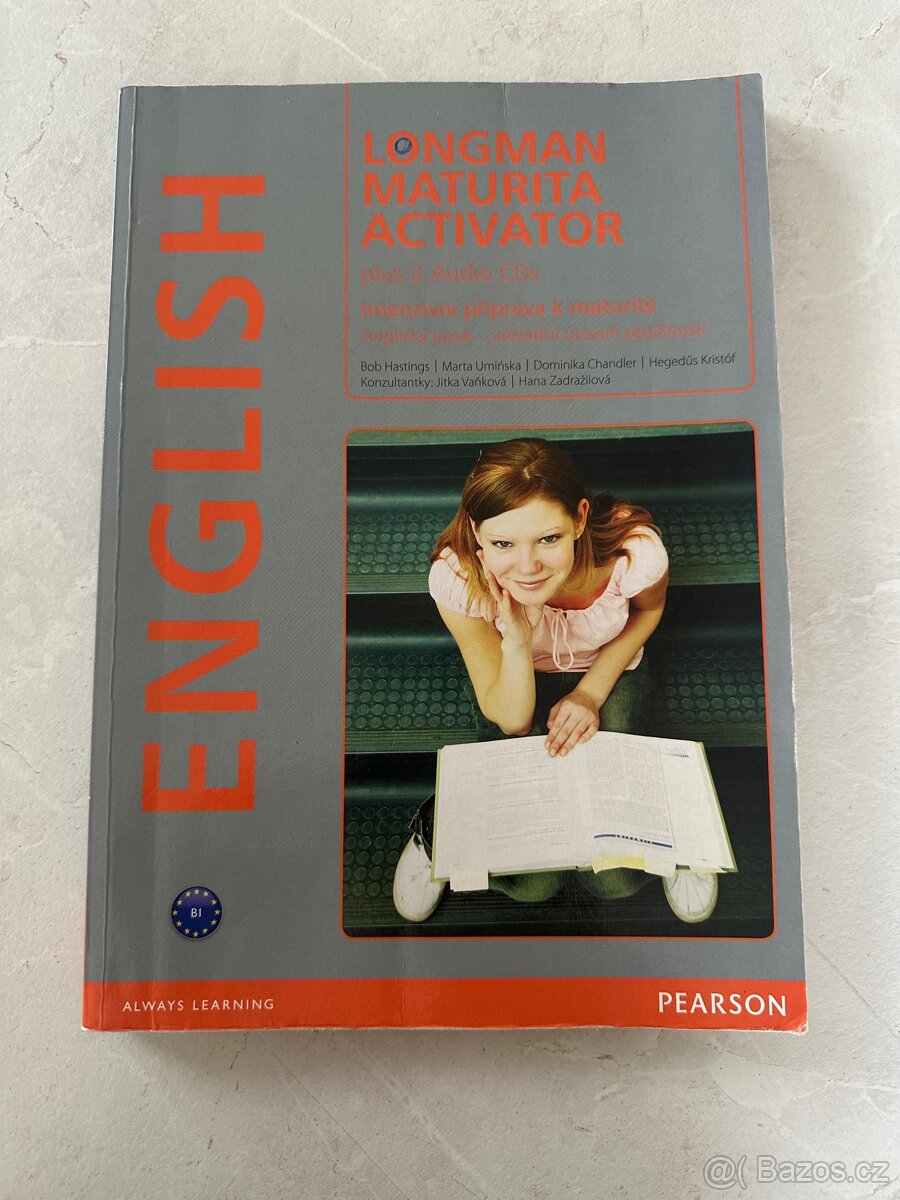 ENGLISH
LONGMAN
MATURITA
ACTIVATOR
plus 2 Audio CDs
Intenzivní příprava k maturitě
Anglický jazyk – základní úroveň obtížnosti
Bob Hastings | Marta Umińska | Dominika Chandler | Hegedűs Kristóf
Konzultantky: Jitka Vaňková | Hana Zadražilová
B1
ALWAYS LEARNING
PEARSON
@( Bazos.cz